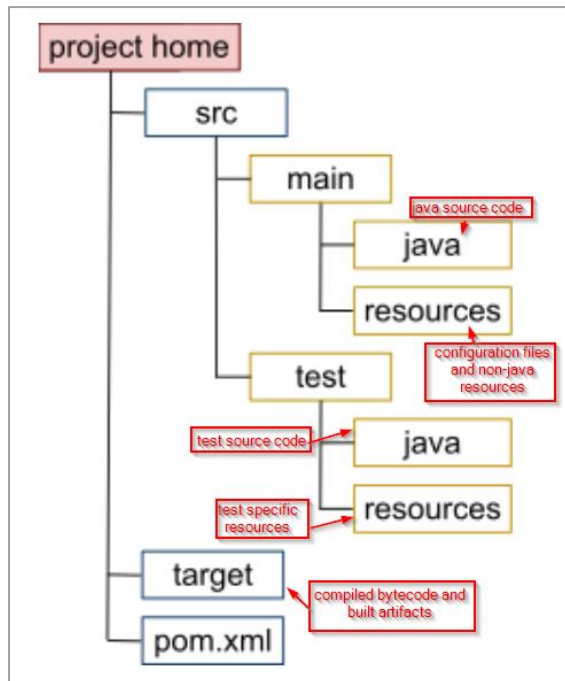 project home
src
main
java source code
java
resources
configuration files
and non-java
resources
test
test source code
java
test specific
resources
resources
target
compiled bytecode and
built artifacts
pom.xml